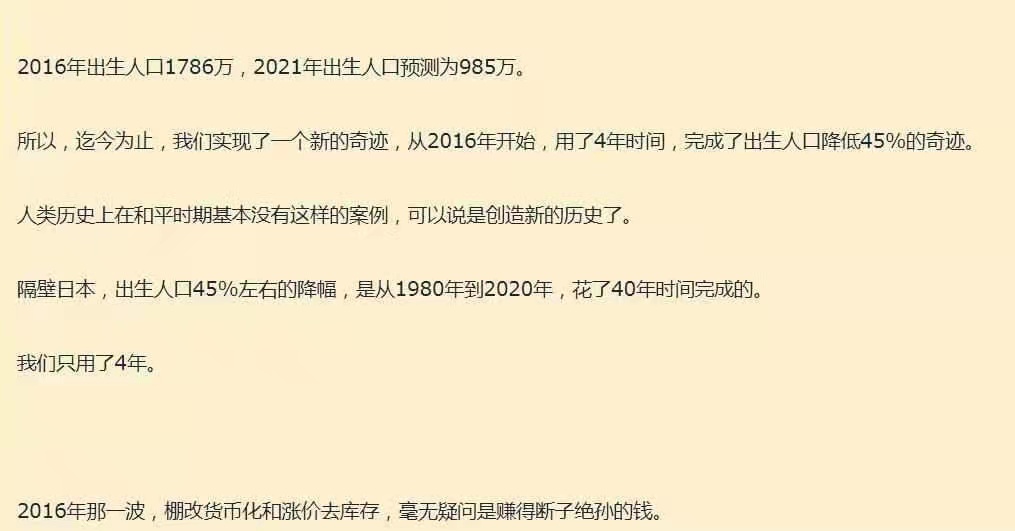 2016年出生人口1786万，2021年出生人口预测为985万。
所以，迄今为止，我们实现了一个新的奇迹，从2016年开始，用了4年时间，完成了出生人口降低45%的奇迹。
人类历史上在和平时期基本没有这样的案例，可以说是创造新的历史了。
隔壁日本，出生人口45%左右的降幅，是从1980年到2020年，花了40年时间完成的。
我们只用了4年。
2016年那一波，棚改货币化和涨价去库存，毫无疑问是赚得断子绝孙的钱。